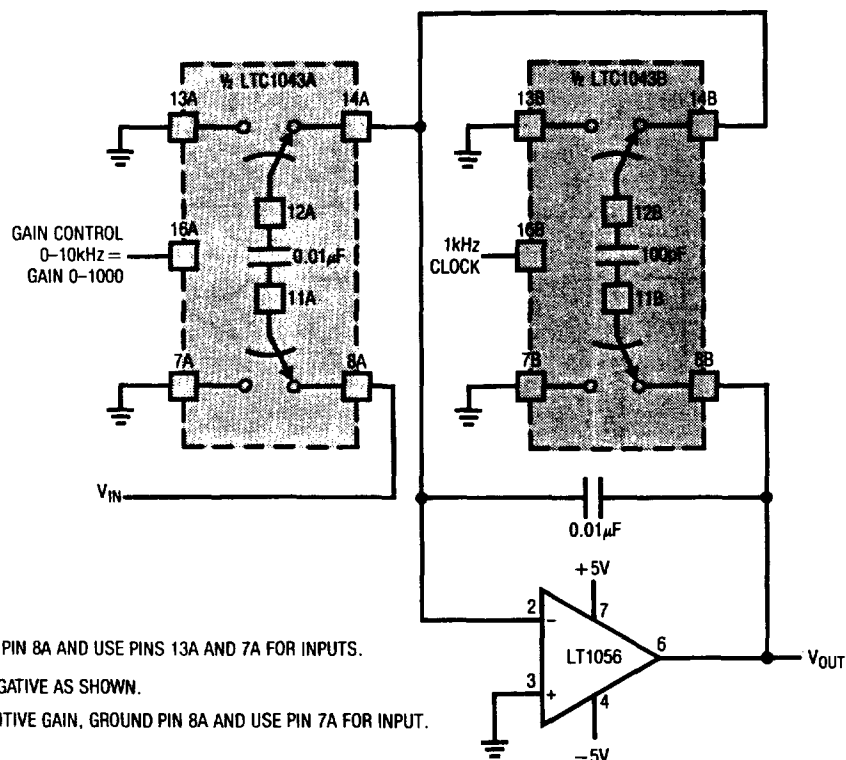 ½ LTC1043A
½ LTC1043B
13A
14A
13B
14B
12A
12B
16A
16B
GAIN CONTROL
0–10kHz =
GAIN 0–1000
0.01µF
1kHz
CLOCK
100pF
11A
11B
7A
8A
7B
8B
VIN
0.01µF
+5V
2
7
6
LT1056
VOUT
3
4
−5V
−
+
PIN 8A AND USE PINS 13A AND 7A FOR INPUTS.
GATIVE AS SHOWN.
ITIVE GAIN, GROUND PIN 8A AND USE PIN 7A FOR INPUT.